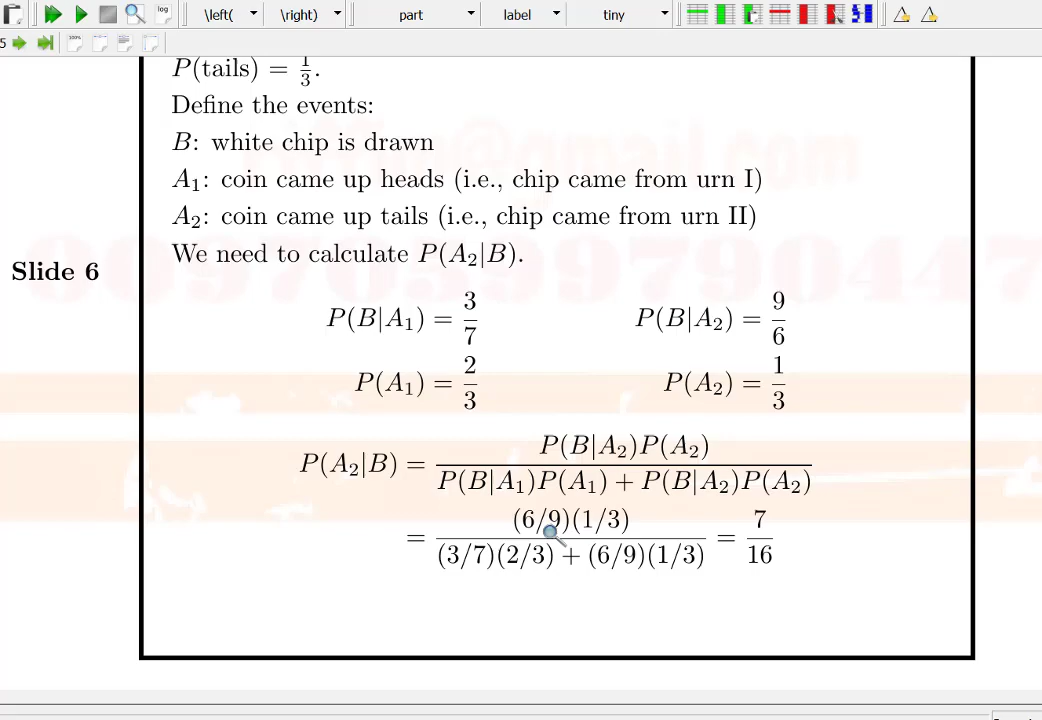 \left( \right) part label tiny
5
P(tails) = 1/3.
Define the events:
B: white chip is drawn
A₁: coin came up heads (i.e., chip came from urn I)
A₂: coin came up tails (i.e., chip came from urn II)
We need to calculate P(A₂|B).
Slide 6
P(B|A₁) = 3/7 P(B|A₂) = 9/6
P(A₁) = 2/3 P(A₂) = 1/3
P(A₂|B) = P(B|A₂)P(A₂) / P(B|A₁)P(A₁) + P(B|A₂)P(A₂)
= (6/9)(1/3) / (3/7)(2/3) + (6/9)(1/3) = 7/16